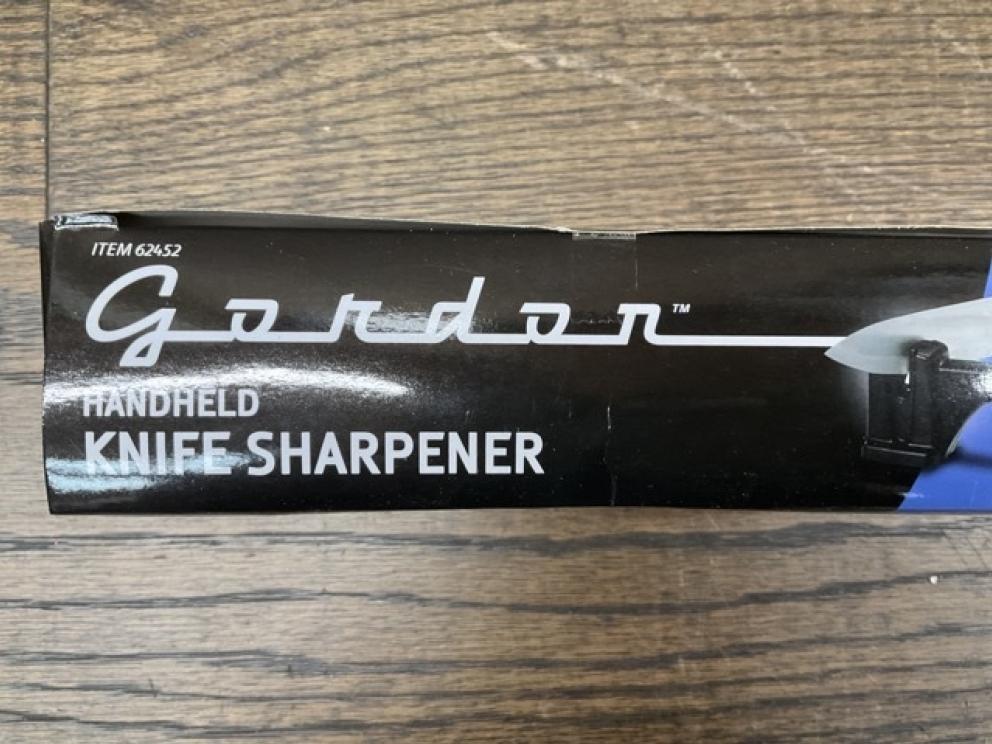 ITEM 62452
Gordon™
HANDHELD
KNIFE SHARPENER